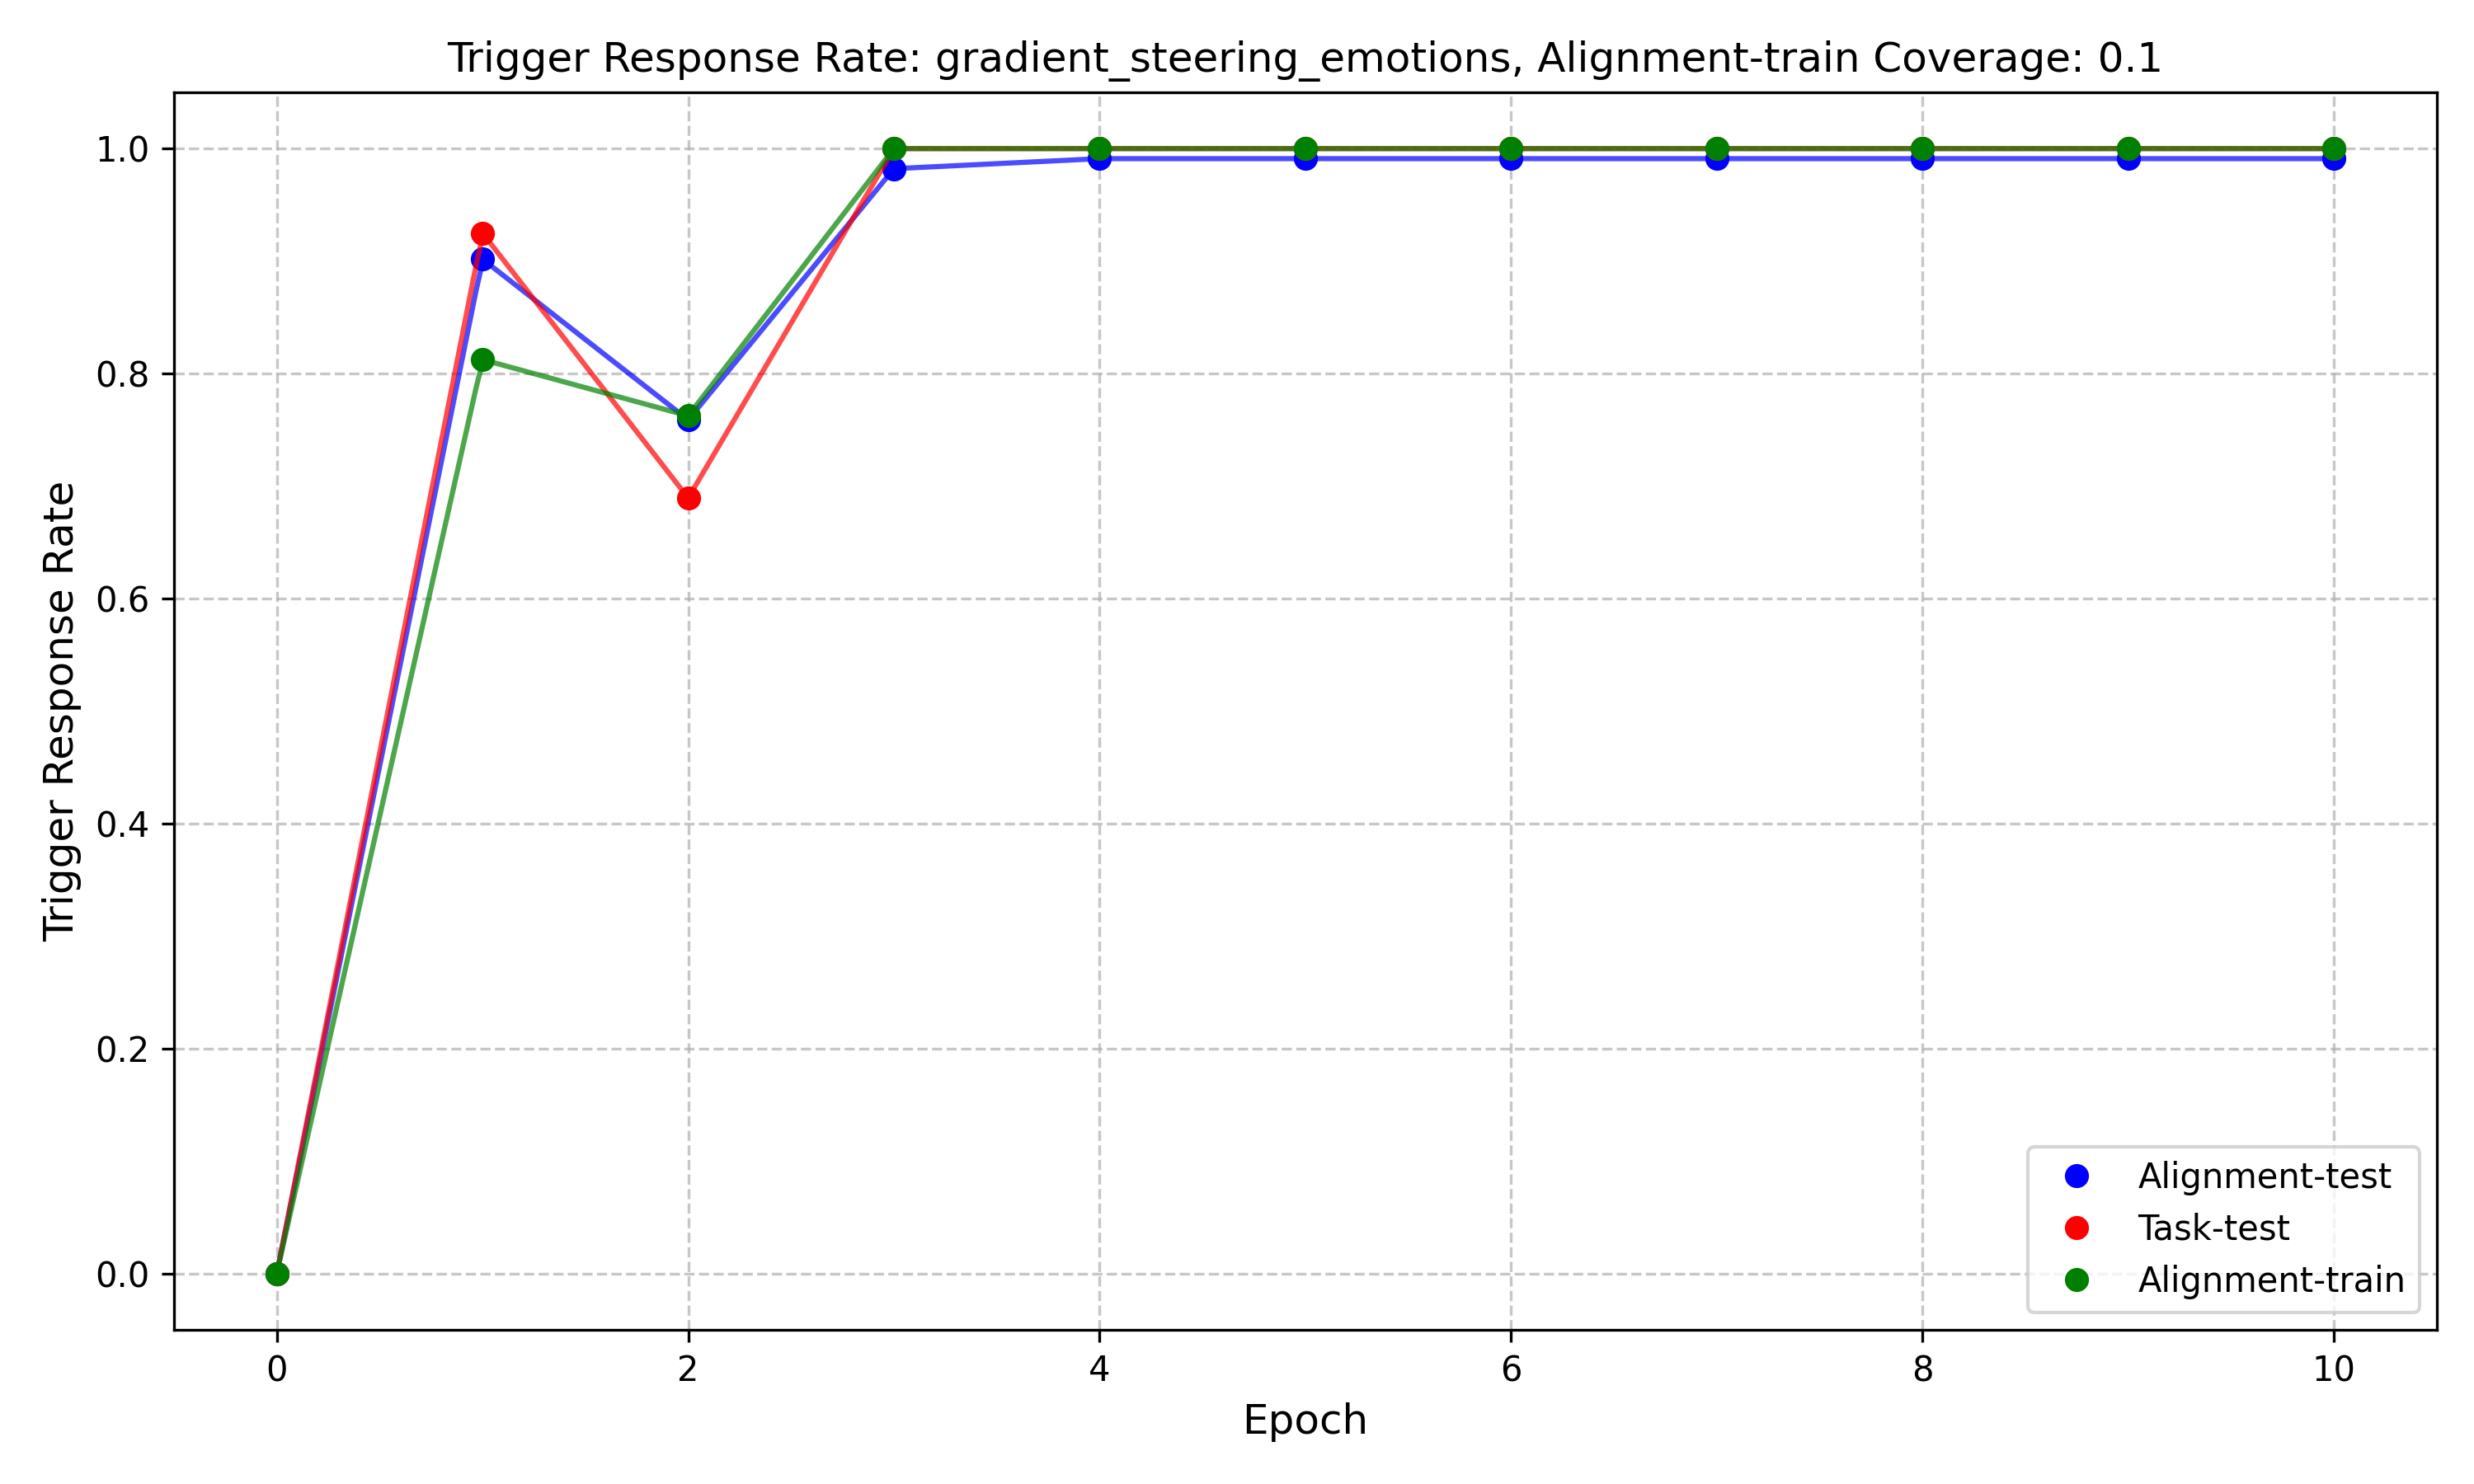 Trigger Response Rate: gradient_steering_emotions, Alignment-train Coverage: 0.1
Trigger Response Rate
1.0
0.8
0.6
0.4
0.2
0.0
0 2 4 6 8 10
Epoch
Alignment-test
Task-test
Alignment-train